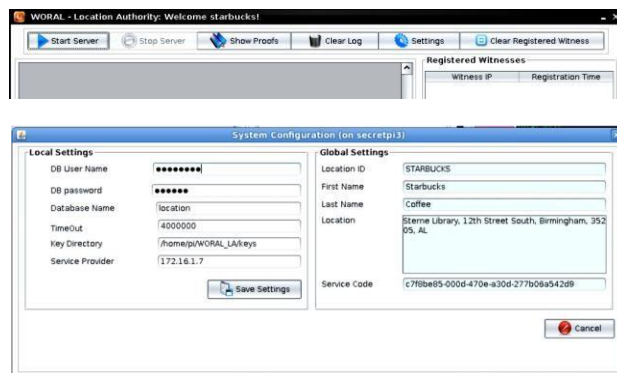 WORAL - Location Authority: Welcome starbucks!
Start Server Stop Server Show Proofs Clear Log Settings Clear Registered Witness
Registered Witnesses
Witness IP Registration Time
System Configuration (on secretpi3)
Local Settings
DB User Name ●●●●●●●●
DB password ●●●●●●
Database Name location
TimeOut 4000000
Key Directory /home/pi/WORAL_LA/keys
Service Provider 172.16.1.7
Save Settings
Global Settings
Location ID STARBUCKS
First Name Starbucks
Last Name Coffee
Location Sterne Library, 12th Street South, Birmingham, 352
05, AL
Service Code c7f8be85-000d-470e-a30d-277b06a542d9
Cancel